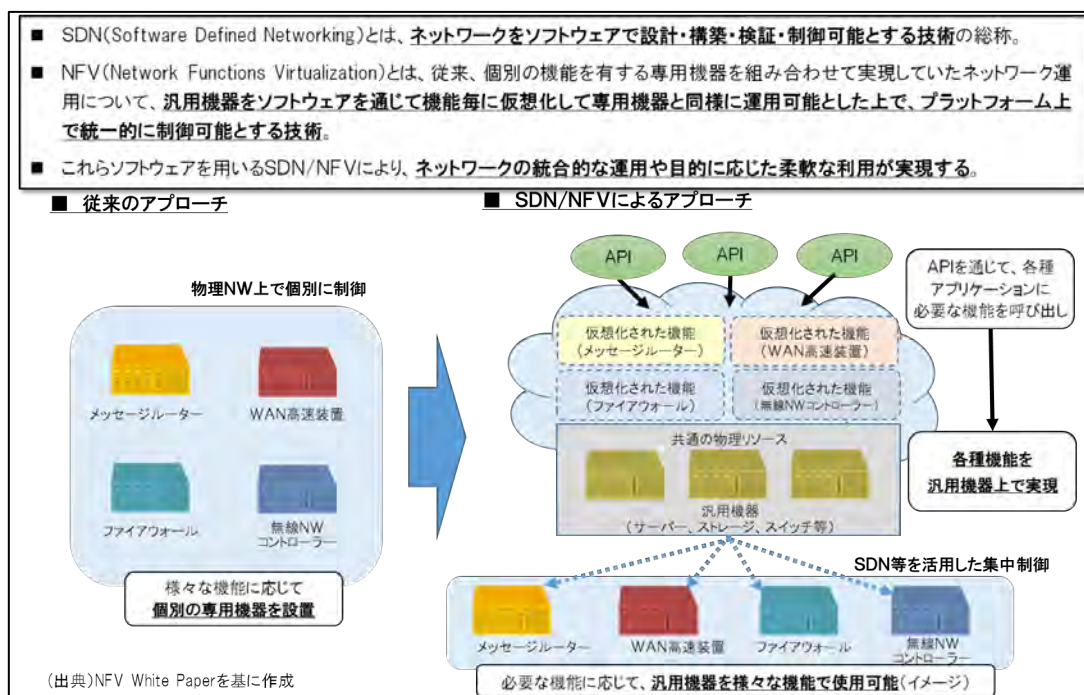 ■ SDN(Software Defined Networking)とは、ネットワークをソフトウェアで設計・構築・検証・制御可能とする技術の総称。
■ NFV(Network Functions Virtualization)とは、従来、個別の機能を有する専用機器を組み合わせて実現していたネットワーク運
用について、汎用機器をソフトウェアを通じて機能毎に仮想化して専用機器と同様に運用可能とした上で、プラットフォーム上
で統一的に制御可能とする技術。
■ これらソフトウェアを用いるSDN/NFVにより、ネットワークの統合的な運用や目的に応じた柔軟な利用が実現する。
■ 従来のアプローチ
物理NW上で個別に制御
メッセージルーター
WAN高速装置
ファイアウォール
無線NW
コントローラー
様々な機能に応じて
個別の専用機器を設置
(出典)NFV White Paperを基に作成
■ SDN/NFVによるアプローチ
API
API
API
APIを通じて、各種
アプリケーションに
必要な機能を呼び出し
仮想化された機能
(メッセージルーター)
仮想化された機能
(WAN高速装置)
仮想化された機能
(ファイアウォール)
仮想化された機能
(無線NWコントローラー)
共通の物理リソース
汎用機器
(サーバー、ストレージ、スイッチ等)
各種機能を
汎用機器上で実現
SDN等を活用した集中制御
メッセージルーター
WAN高速装置
ファイアウォール
無線NW
コントローラー
必要な機能に応じて、汎用機器を様々な機能で使用可能(イメージ)